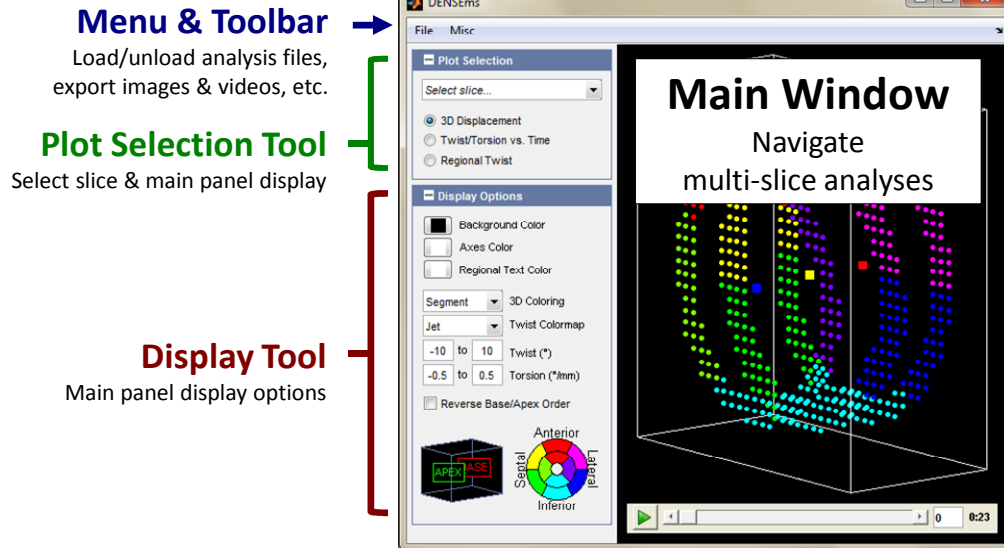 Menu & Toolbar
Load/unload analysis files,
export images & videos, etc.
Plot Selection Tool
Select slice & main panel display
Display Tool
Main panel display options
DENSEms
File Misc
Plot Selection
Select slice...
3D Displacement
Twist/Torsion vs. Time
Regional Twist
Display Options
Background Color
Axes Color
Regional Text Color
Segment 3D Coloring
Jet Twist Colormap
-10 to 10 Twist (°)
-0.5 to 0.5 Torsion (°/mm)
Reverse Base/Apex Order
APEX
Anterior
Septal
Lateral
Inferior
Main Window
Navigate
multi-slice analyses
0 0:23